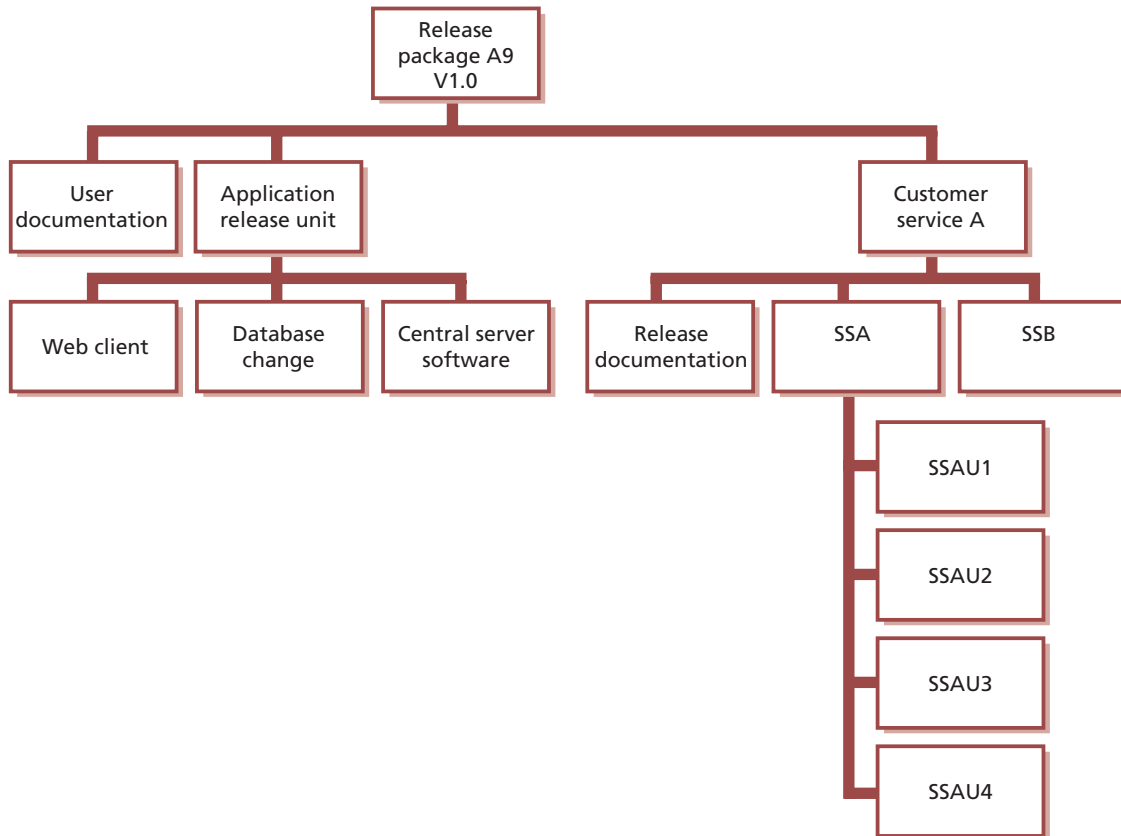 Release
package A9
V1.0
User
documentation
Application
release unit
Customer
service A
Web client
Database
change
Central server
software
Release
documentation
SSA
SSB
SSAU1
SSAU2
SSAU3
SSAU4